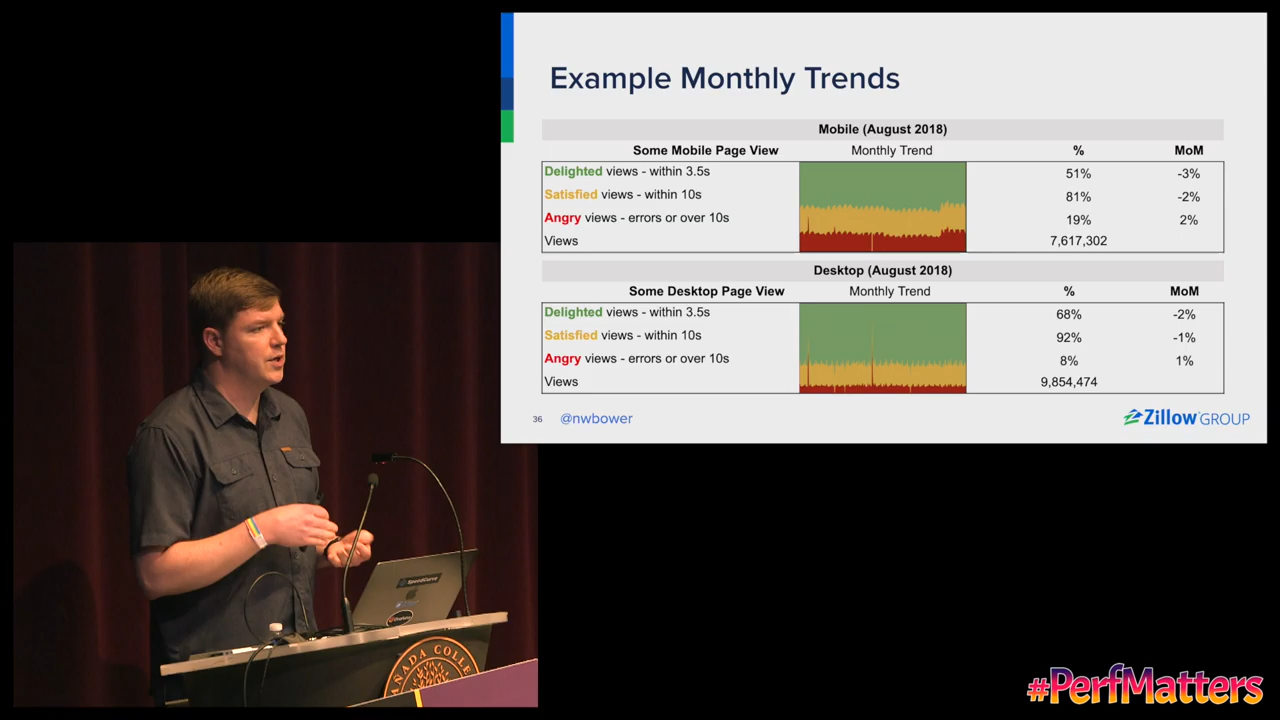 Example Monthly Trends
Mobile (August 2018)
Some Mobile Page View Monthly Trend % MoM
Delighted views - within 3.5s 51% -3%
Satisfied views - within 10s 81% -2%
Angry views - errors or over 10s 19% 2%
Views 7,617,302
Desktop (August 2018)
Some Desktop Page View Monthly Trend % MoM
Delighted views - within 3.5s 68% -2%
Satisfied views - within 10s 92% -1%
Angry views - errors or over 10s 8% 1%
Views 9,854,474
36 @nwbower Zillow GROUP
SpeedCurve
#PerfMatters